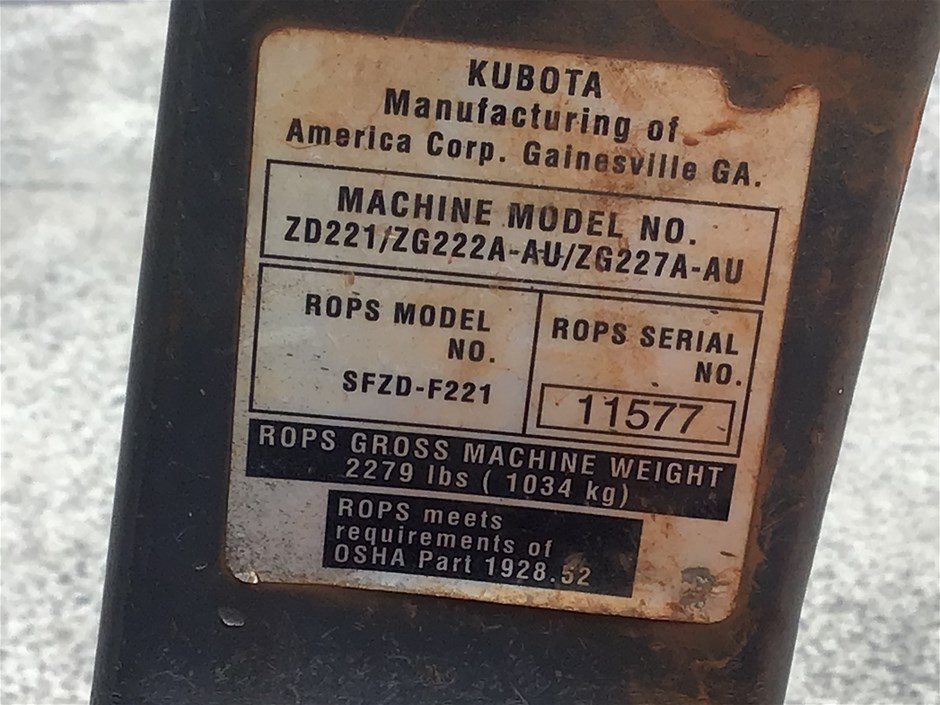 KUBOTA
Manufacturing of
America Corp. Gainesville GA.
MACHINE MODEL NO.
ZD221/ZG222A-AU/ZG227A-AU
ROPS MODEL
NO.
SFZD-F221
ROPS SERIAL
NO.
11577
ROPS GROSS MACHINE WEIGHT
2279 lbs ( 1034 kg)
ROPS meets
requirements of
OSHA Part 1928.52